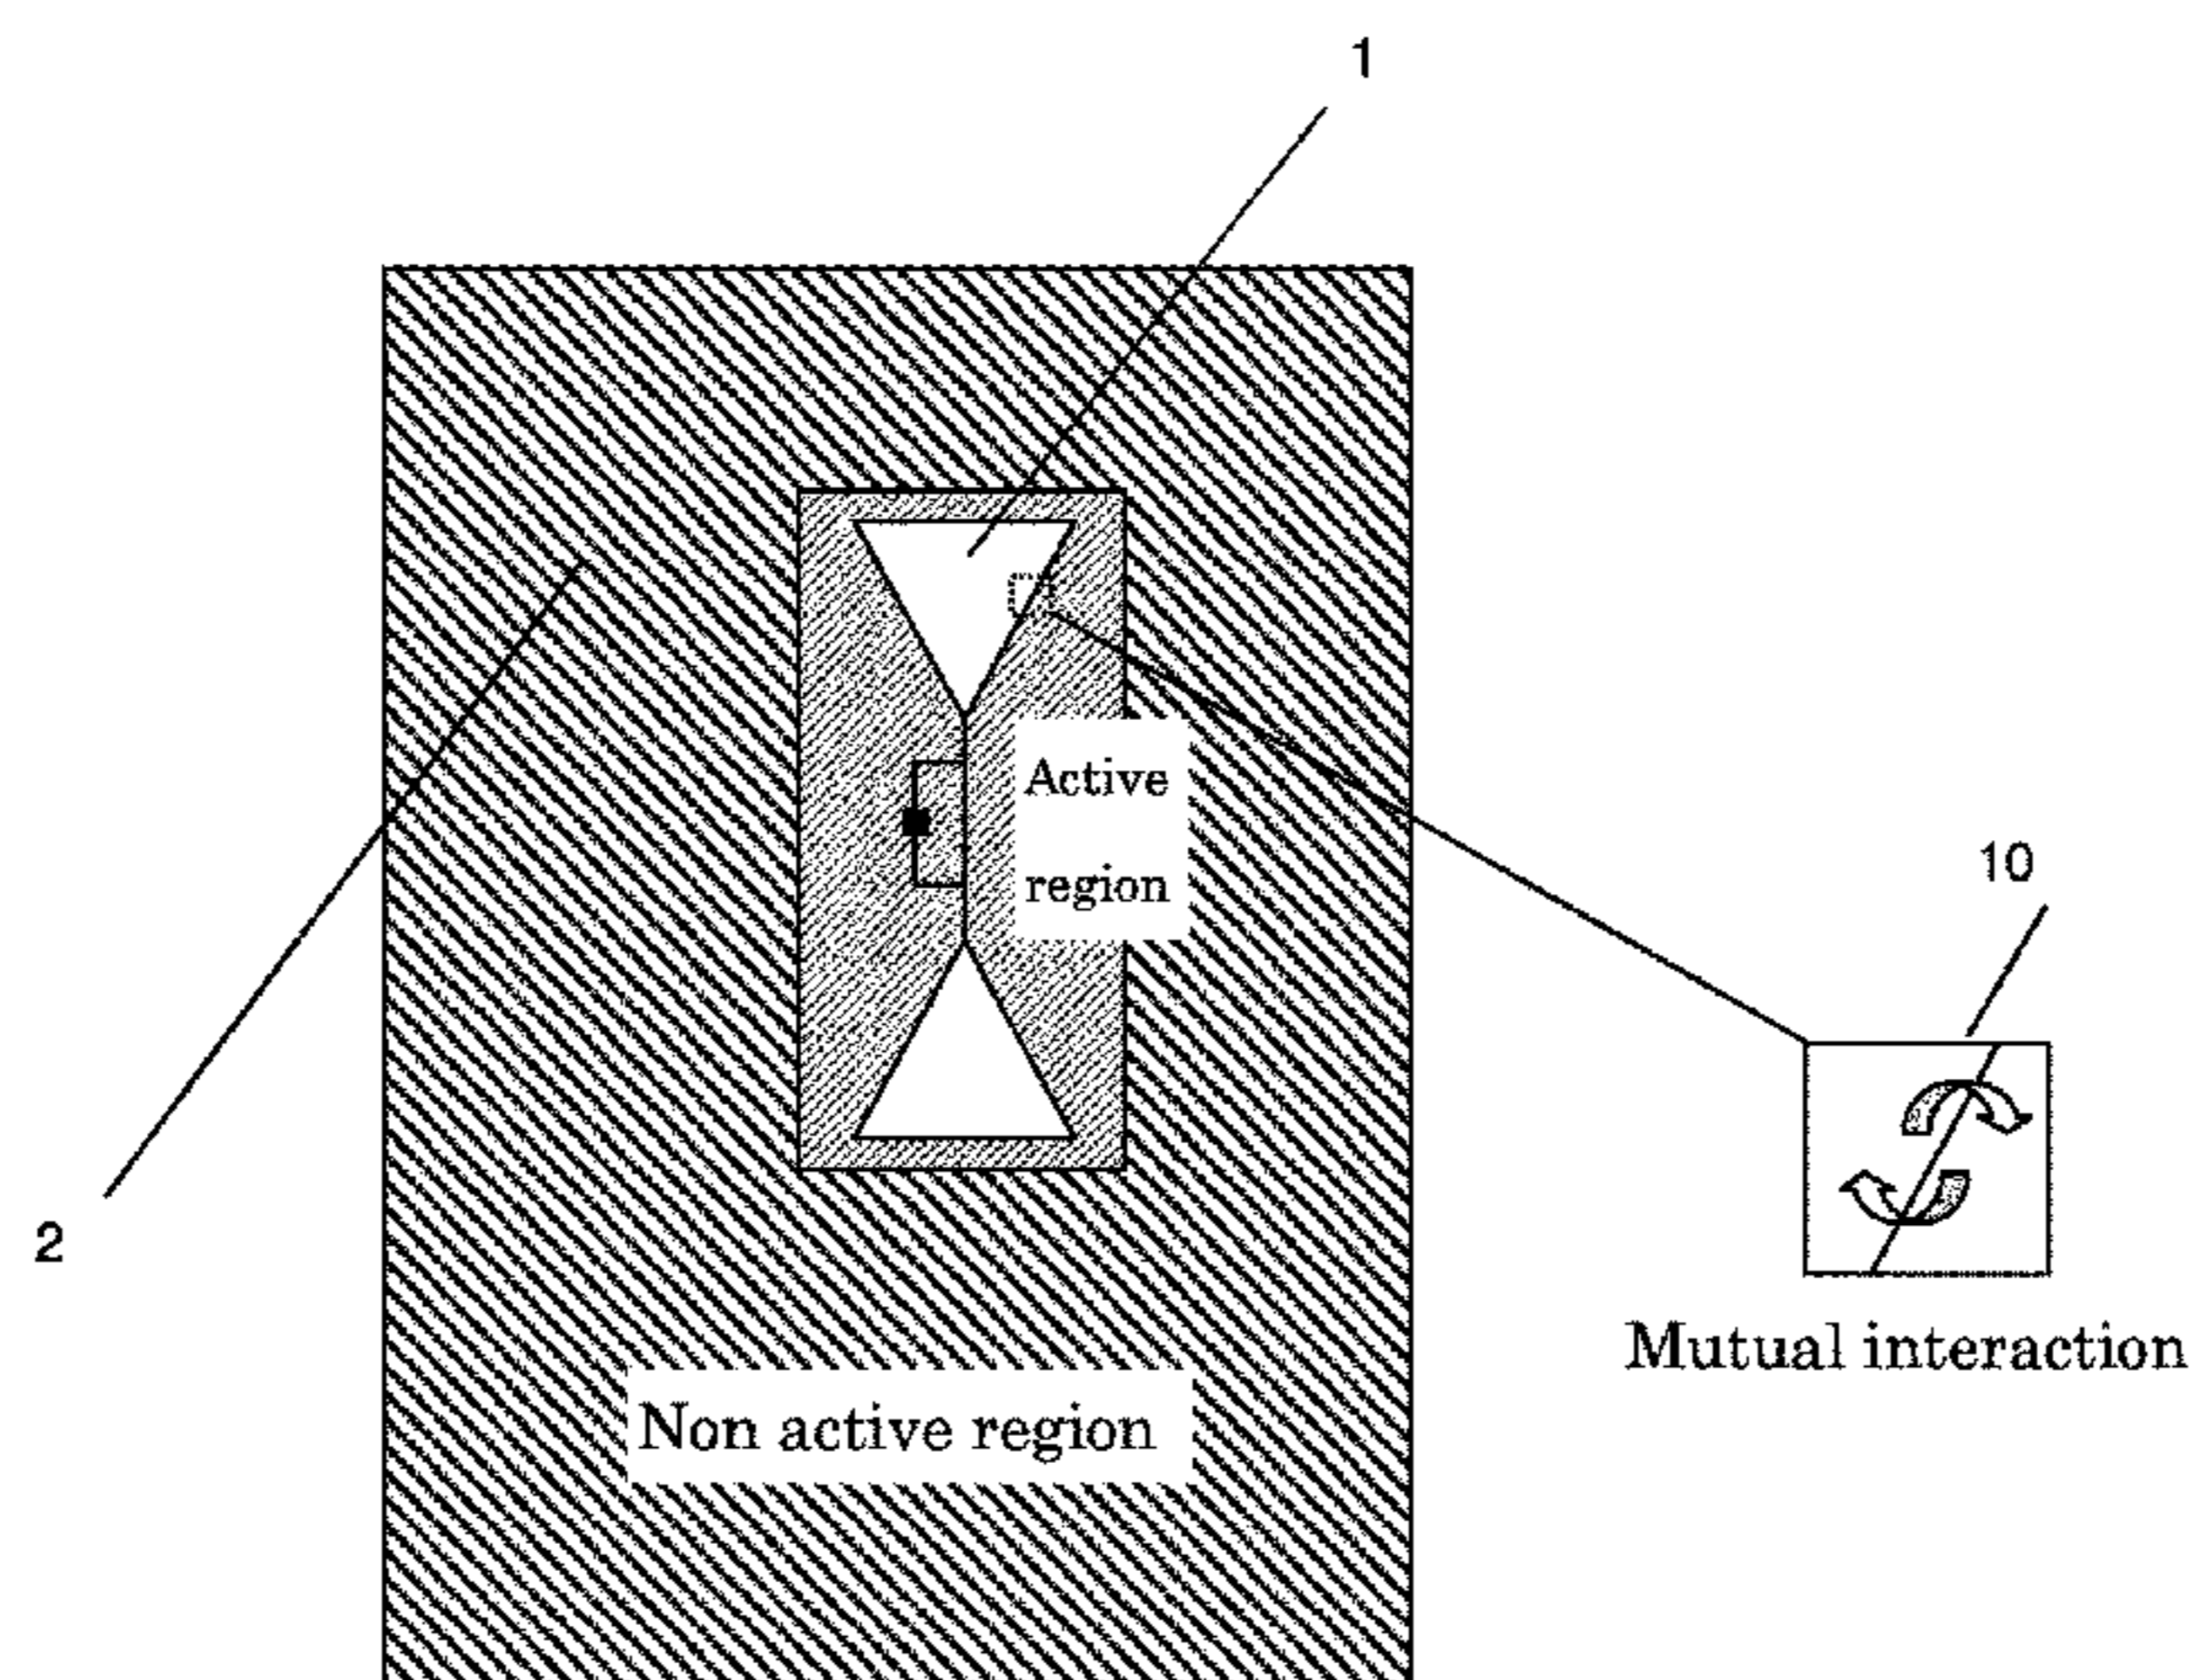 1
Active
region
10
2
Mutual interaction
Non active region